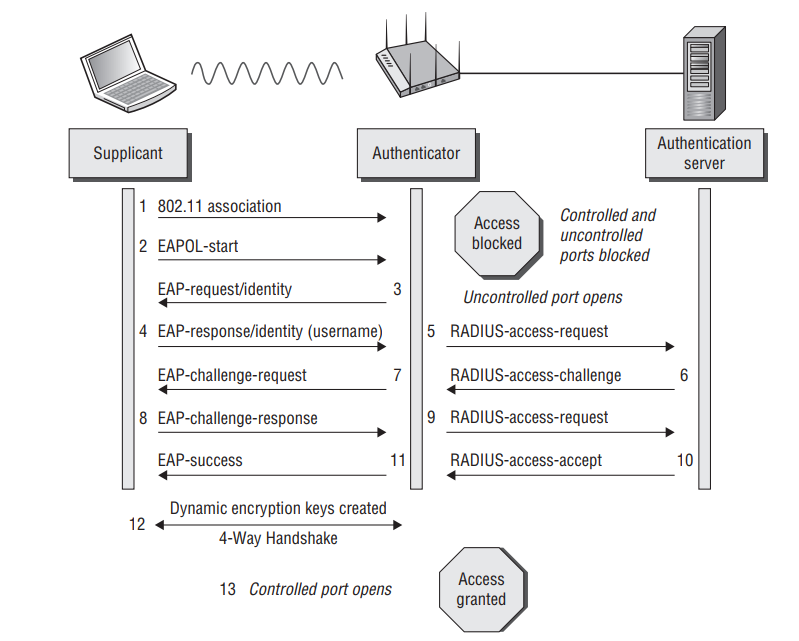 Supplicant
Authenticator
Authentication
server
1 802.11 association
Access
blocked
Controlled and
uncontrolled
ports blocked
2 EAPOL-start
EAP-request/identity 3
Uncontrolled port opens
4 EAP-response/identity (username)
5 RADIUS-access-request
EAP-challenge-request 7
RADIUS-access-challenge 6
8 EAP-challenge-response
9 RADIUS-access-request
EAP-success 11
RADIUS-access-accept 10
Dynamic encryption keys created
12
4-Way Handshake
13 Controlled port opens
Access
granted